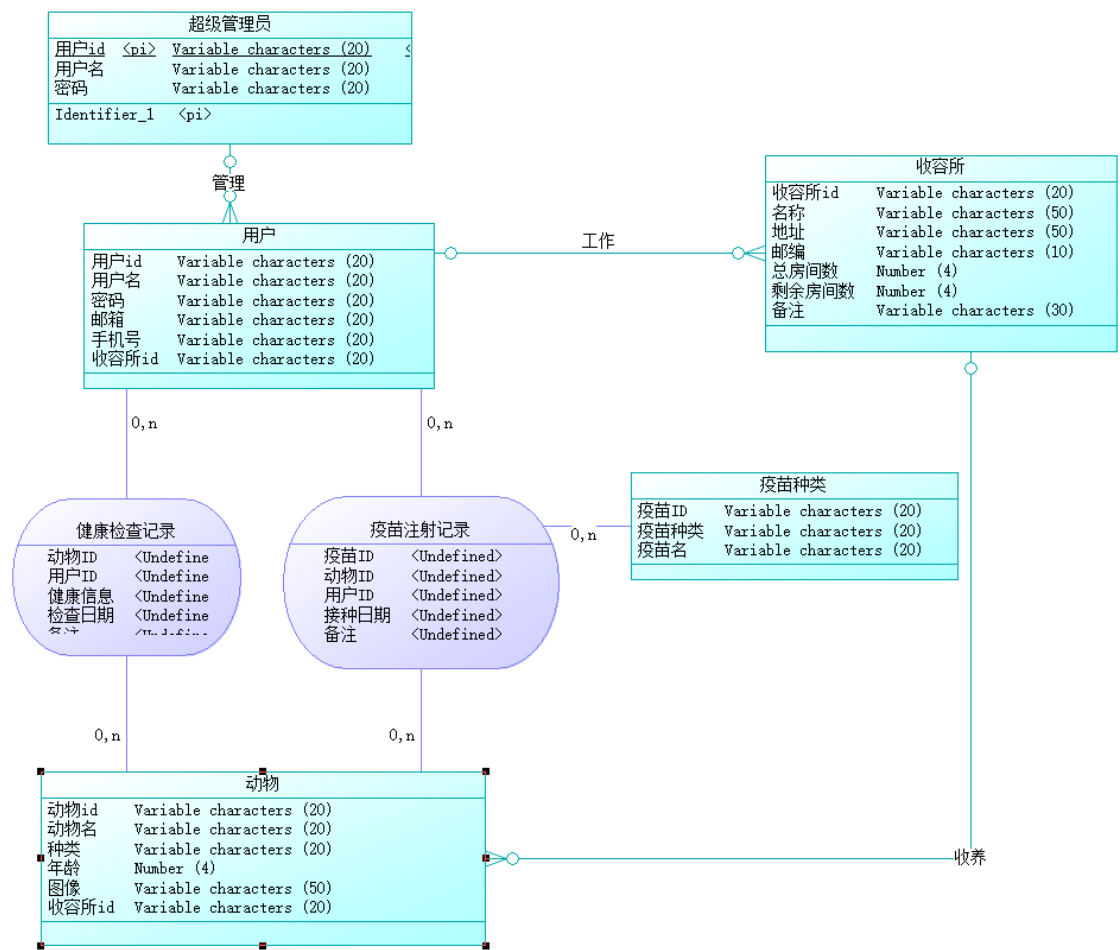 超级管理员
用户id <pi> Variable characters (20)
用户名 Variable characters (20)
密码 Variable characters (20)
Identifier_1 <pi>
管理
用户
用户id Variable characters (20)
用户名 Variable characters (20)
密码 Variable characters (20)
邮箱 Variable characters (20)
手机号 Variable characters (20)
收容所id Variable characters (20)
工作
收容所
收容所id Variable characters (20)
名称 Variable characters (50)
地址 Variable characters (50)
邮编 Variable characters (10)
总房间数 Number (4)
剩余房间数 Number (4)
备注 Variable characters (30)
0,n
0,n
健康检查记录
动物ID <Undefine
用户ID <Undefine
健康信息 <Undefine
检查日期 <Undefine
备注 <Undefine
疫苗注射记录
疫苗ID <Undefined>
动物ID <Undefined>
用户ID <Undefined>
接种日期 <Undefined>
备注 <Undefined>
0,n
疫苗种类
疫苗ID Variable characters (20)
疫苗种类 Variable characters (20)
疫苗名 Variable characters (20)
0,n
0,n
动物
动物id Variable characters (20)
动物名 Variable characters (20)
种类 Variable characters (20)
年龄 Number (4)
图像 Variable characters (50)
收容所id Variable characters (20)
收养